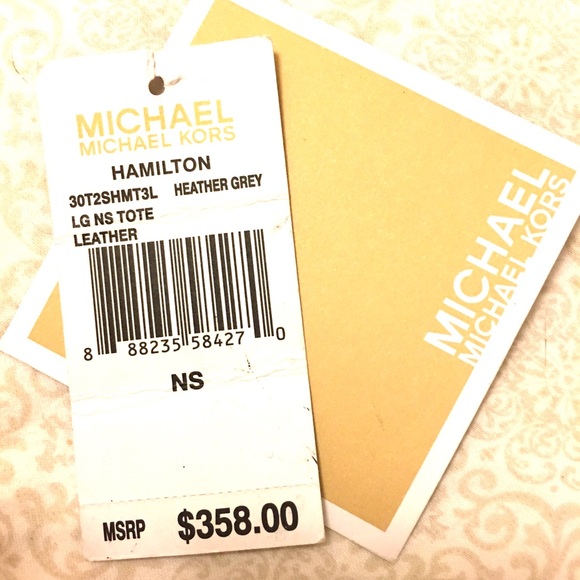 MICHAEL
MICHAEL KORS
HAMILTON
30T2SHMT3L HEATHER GREY
LG NS TOTE
LEATHER
8 88235 58427 0
NS
MSRP $358.00
MICHAEL
MICHAEL KORS